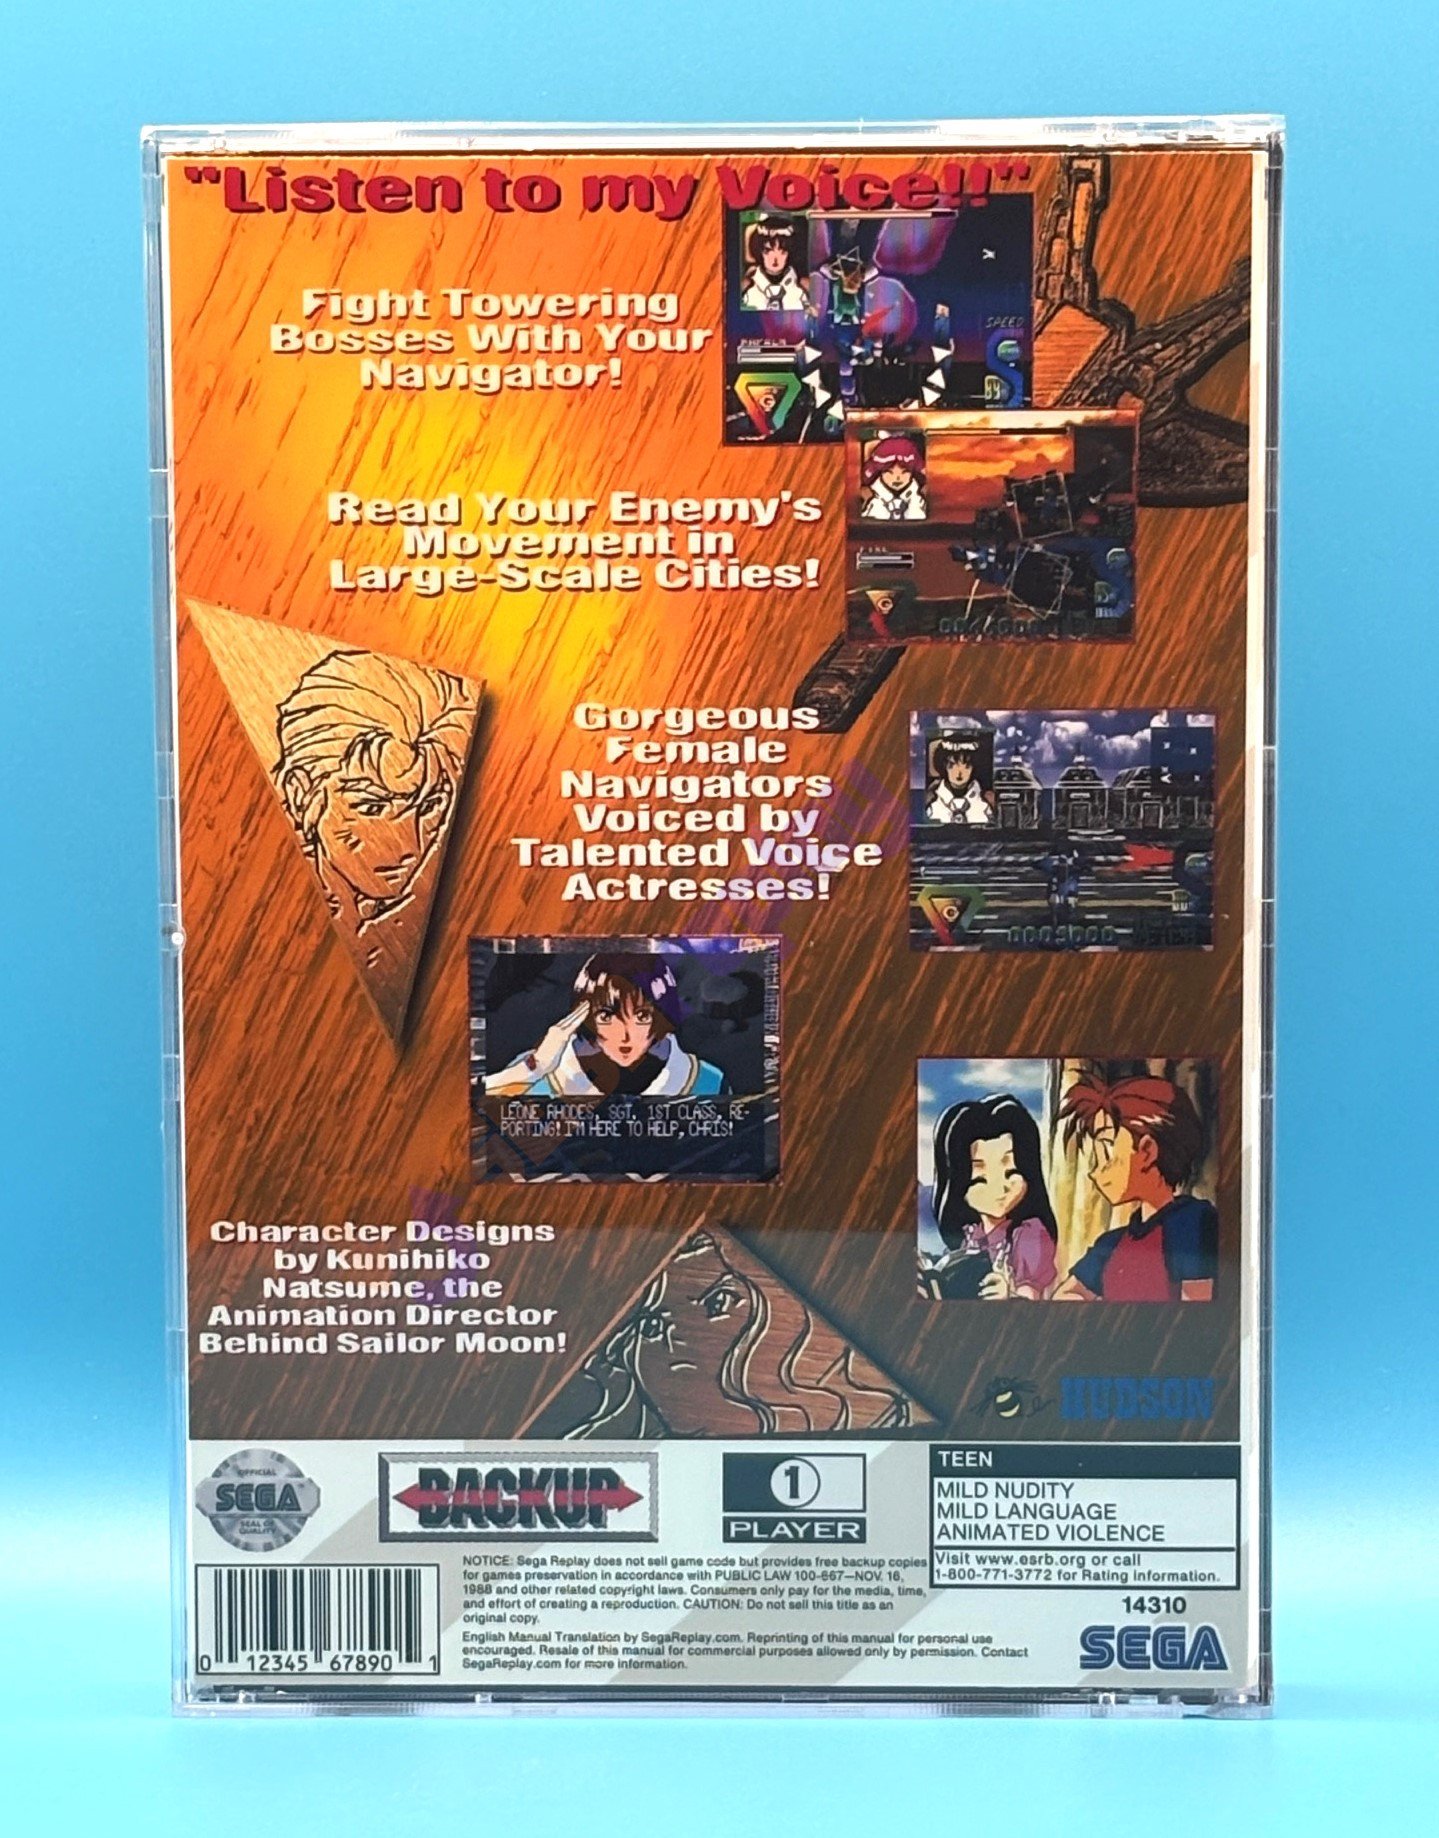 "Listen to my Voice!!"
Fight Towering
Bosses With Your
Navigator!
SPEED
Read Your Enemy's
Movement in
Large-Scale Cities!
Gorgeous
Female
Navigators
Voiced by
Talented Voice
Actresses!
LEONE RHODES, SGT. 1ST CLASS, RE-
PORTING! I'M HERE TO HELP, CHRIS!
Character Designs
by Kunihiko
Natsume, the
Animation Director
Behind Sailor Moon!
HUDSON
OFFICIAL
SEGA
SEAL OF
QUALITY
BACKUP
1
PLAYER
TEEN
MILD NUDITY
MILD LANGUAGE
ANIMATED VIOLENCE
Visit www.esrb.org or call
1-800-771-3772 for Rating Information.
NOTICE: Sega Replay does not sell game code but provides free backup copies
for games preservation in accordance with PUBLIC LAW 100-667—NOV. 16,
1988 and other related copyright laws. Consumers only pay for the media, time,
and effort of creating a reproduction. CAUTION: Do not sell this title as an
original copy.
English Manual Translation by SegaReplay.com. Reprinting of this manual for personal use
encouraged. Resale of this manual for commercial purposes allowed only by permission. Contact
SegaReplay.com for more information.
0 12345 67890 1
14310
SEGA